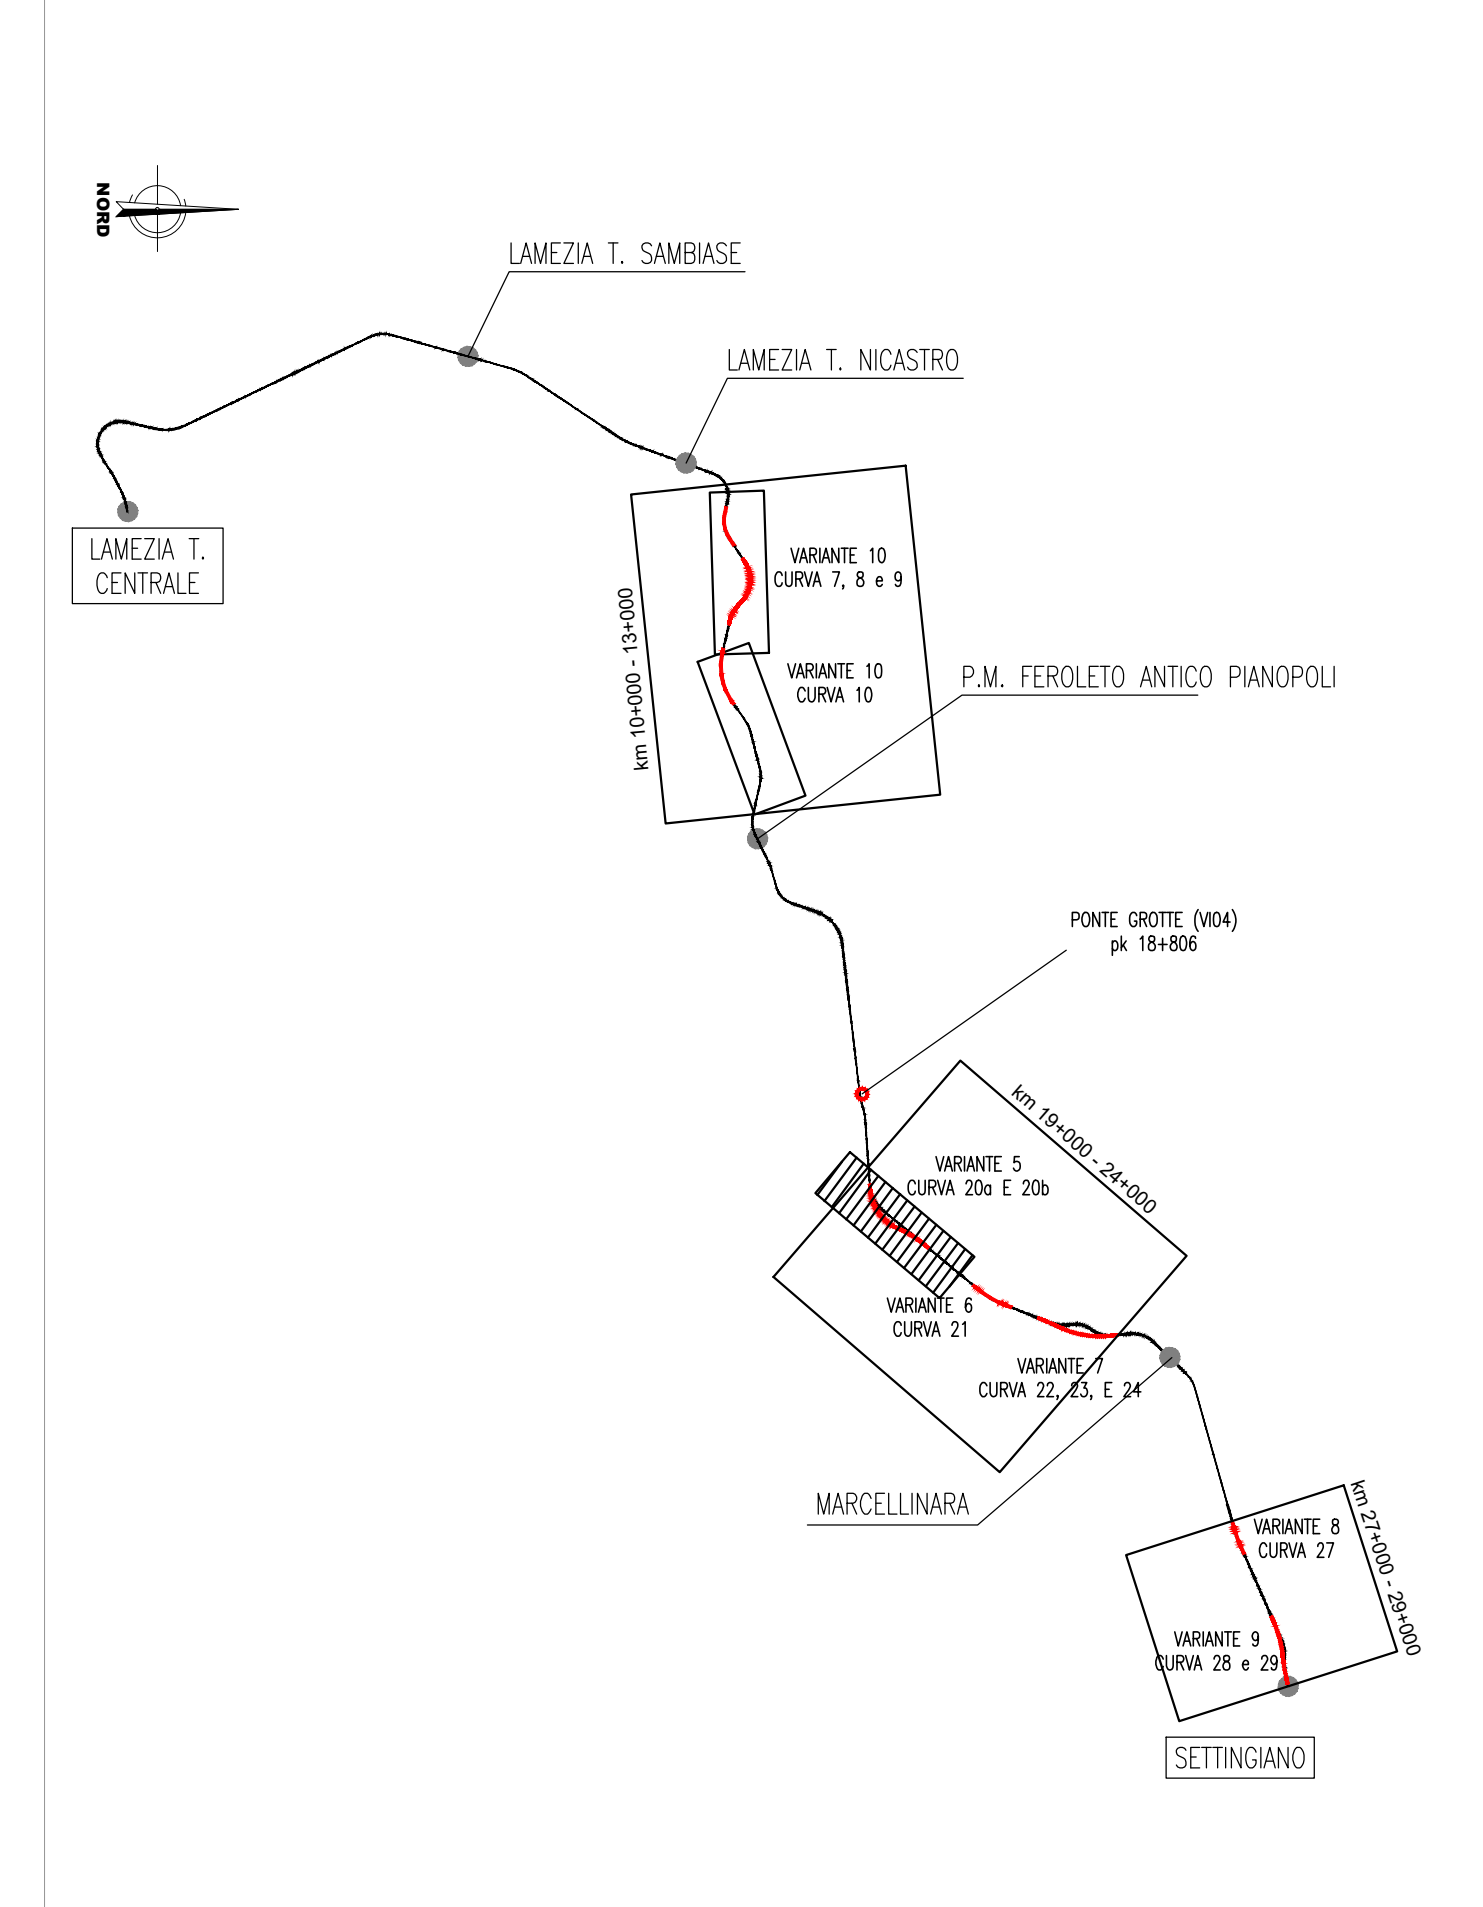 NORD
LAMEZIA T. SAMBIASE
LAMEZIA T. NICASTRO
LAMEZIA T.
CENTRALE
VARIANTE 10
CURVA 7, 8 e 9
km 10+000 - 13+000
VARIANTE 10
CURVA 10
P.M. FEROLETO ANTICO PIANOPOLI
PONTE GROTTE (VI04)
pk 18+806
km 19+000 - 24+000
VARIANTE 5
CURVA 20a E 20b
VARIANTE 6
CURVA 21
VARIANTE 7
CURVA 22, 23, E 24
MARCELLINARA
km 27+000 - 29+000
VARIANTE 8
CURVA 27
VARIANTE 9
CURVA 28 e 29
SETTINGIANO